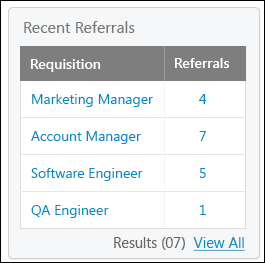 Recent Referrals
Requisition Referrals
Marketing Manager 4
Account Manager 7
Software Engineer 5
QA Engineer 1
Results (07) View All